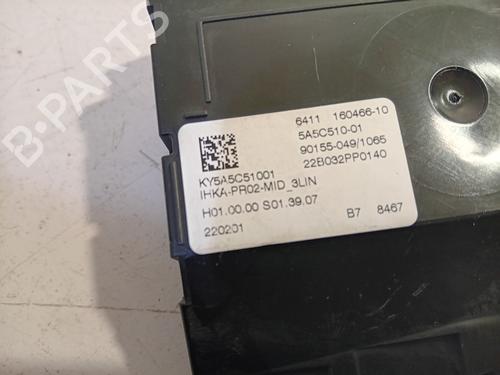 6411 160466-10
5A5C510-01
90155-049/1065
22B032PP0140
KY5A5C51001
IHKA-PR02-MID_3LIN
H01.00.00 S01.39.07
220201 B7 8467
B-PARTS